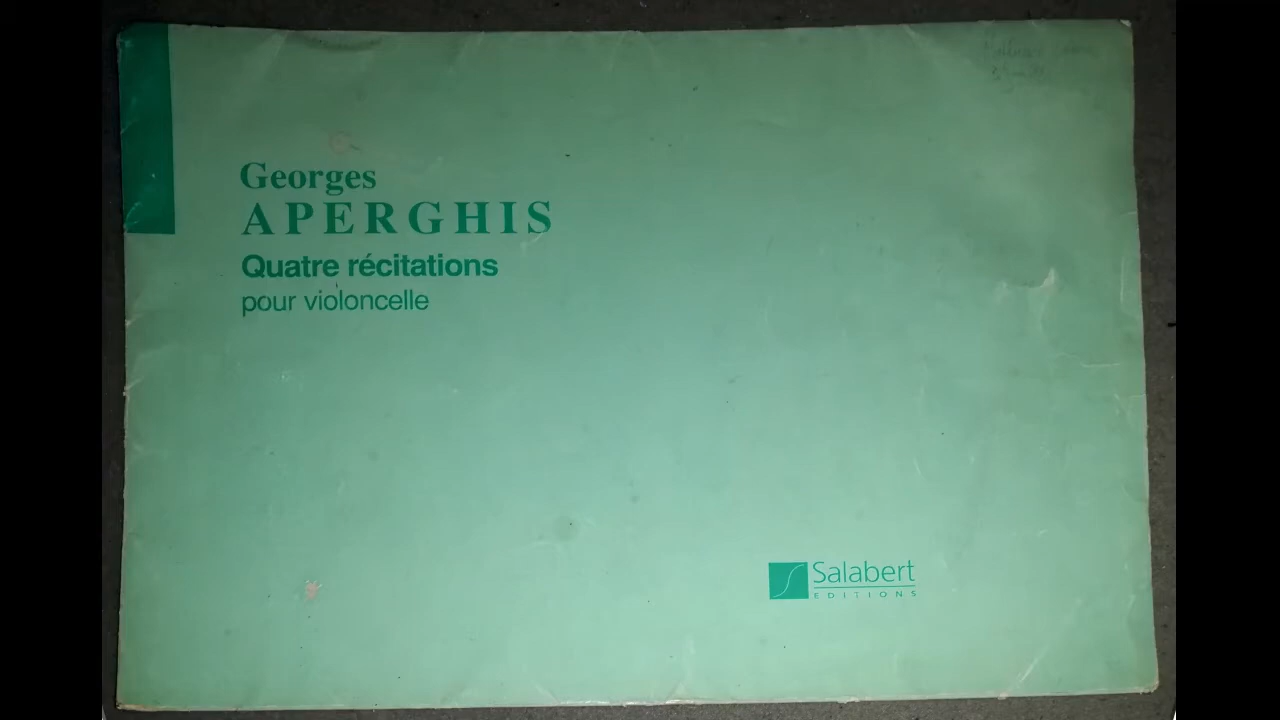 Georges
APERGHIS
Quatre récitations
pour violoncelle
Salabert
EDITIONS